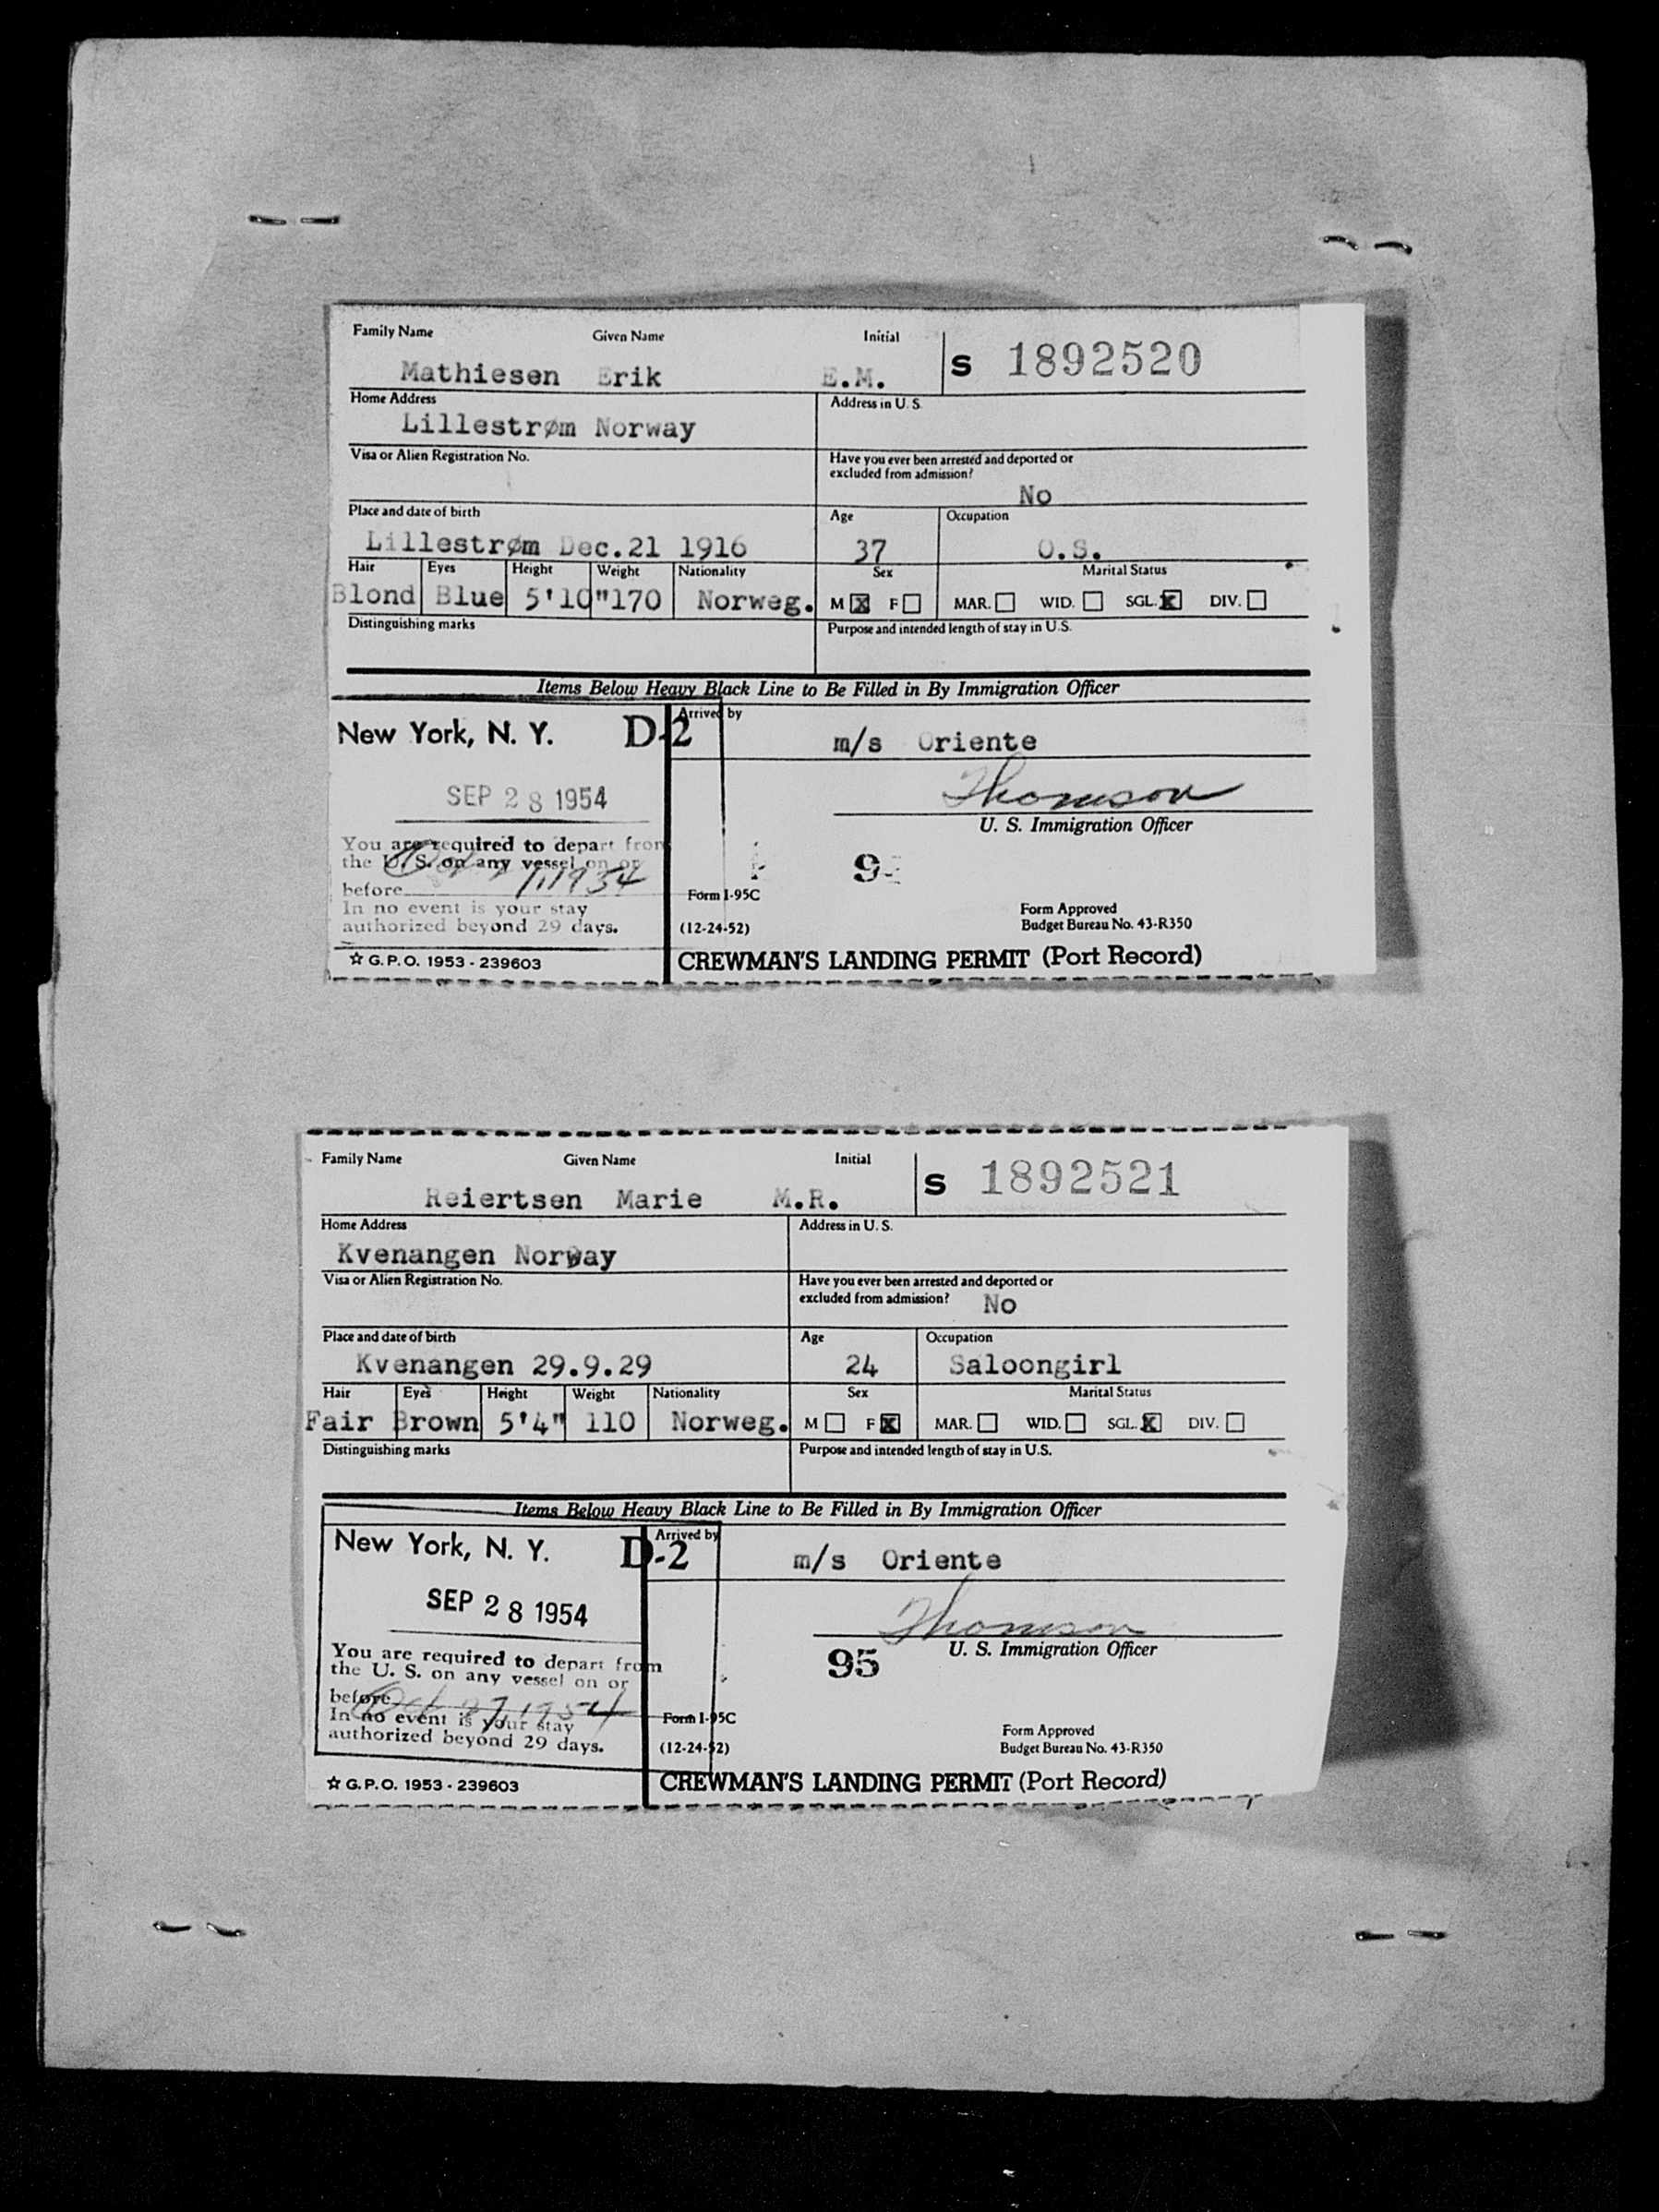 Family Name Given Name Initial S 1892520
Mathiesen Erik E.M.
Home Address Address in U.S.
Lillestrøm Norway
Visa or Alien Registration No. Have you ever been arrested and deported or
excluded from admission?
No
Place and date of birth Age Occupation
Lillestrøm Dec.21 1916 37 O.S.
Hair Eyes Height Weight Nationality Sex Marital Status
Blond Blue 5'10" 170 Norweg. M X F MAR. WID. SGL. X DIV.
Distinguishing marks Purpose and intended length of stay in U.S.
Items Below Heavy Black Line to Be Filled in By Immigration Officer
New York, N. Y. D-2 Arrived by
m/s Oriente
SEP 28 1954 Thomson
U. S. Immigration Officer
You are required to depart from
the U. S. on any vessel on or
before
In no event is your stay
authorized beyond 29 days.
Form I-95C
(12-24-52)
Form Approved
Budget Bureau No. 43-R350
☆ G.P.O. 1953 - 239603
CREWMAN'S LANDING PERMIT (Port Record)
Family Name Given Name Initial S 1892521
Reiertsen Marie M.R.
Home Address Address in U.S.
Kvenangen Norway
Visa or Alien Registration No. Have you ever been arrested and deported or
excluded from admission? No
Place and date of birth Age Occupation
Kvenangen 29.9.29 24 Saloongirl
Hair Eyes Height Weight Nationality Sex Marital Status
Fair Brown 5'4" 110 Norweg. M F X MAR. WID. SGL. X DIV.
Distinguishing marks Purpose and intended length of stay in U.S.
Items Below Heavy Black Line to Be Filled in By Immigration Officer
New York, N. Y. D-2 Arrived by
m/s Oriente
SEP 28 1954 Thomson
95 U. S. Immigration Officer
You are required to depart from
the U. S. on any vessel on or
before Oct 27, 1954
In no event is your stay
authorized beyond 29 days.
Form I-95C
(12-24-52)
Form Approved
Budget Bureau No. 43-R350
☆ G.P.O. 1953 - 239603
CREWMAN'S LANDING PERMIT (Port Record)